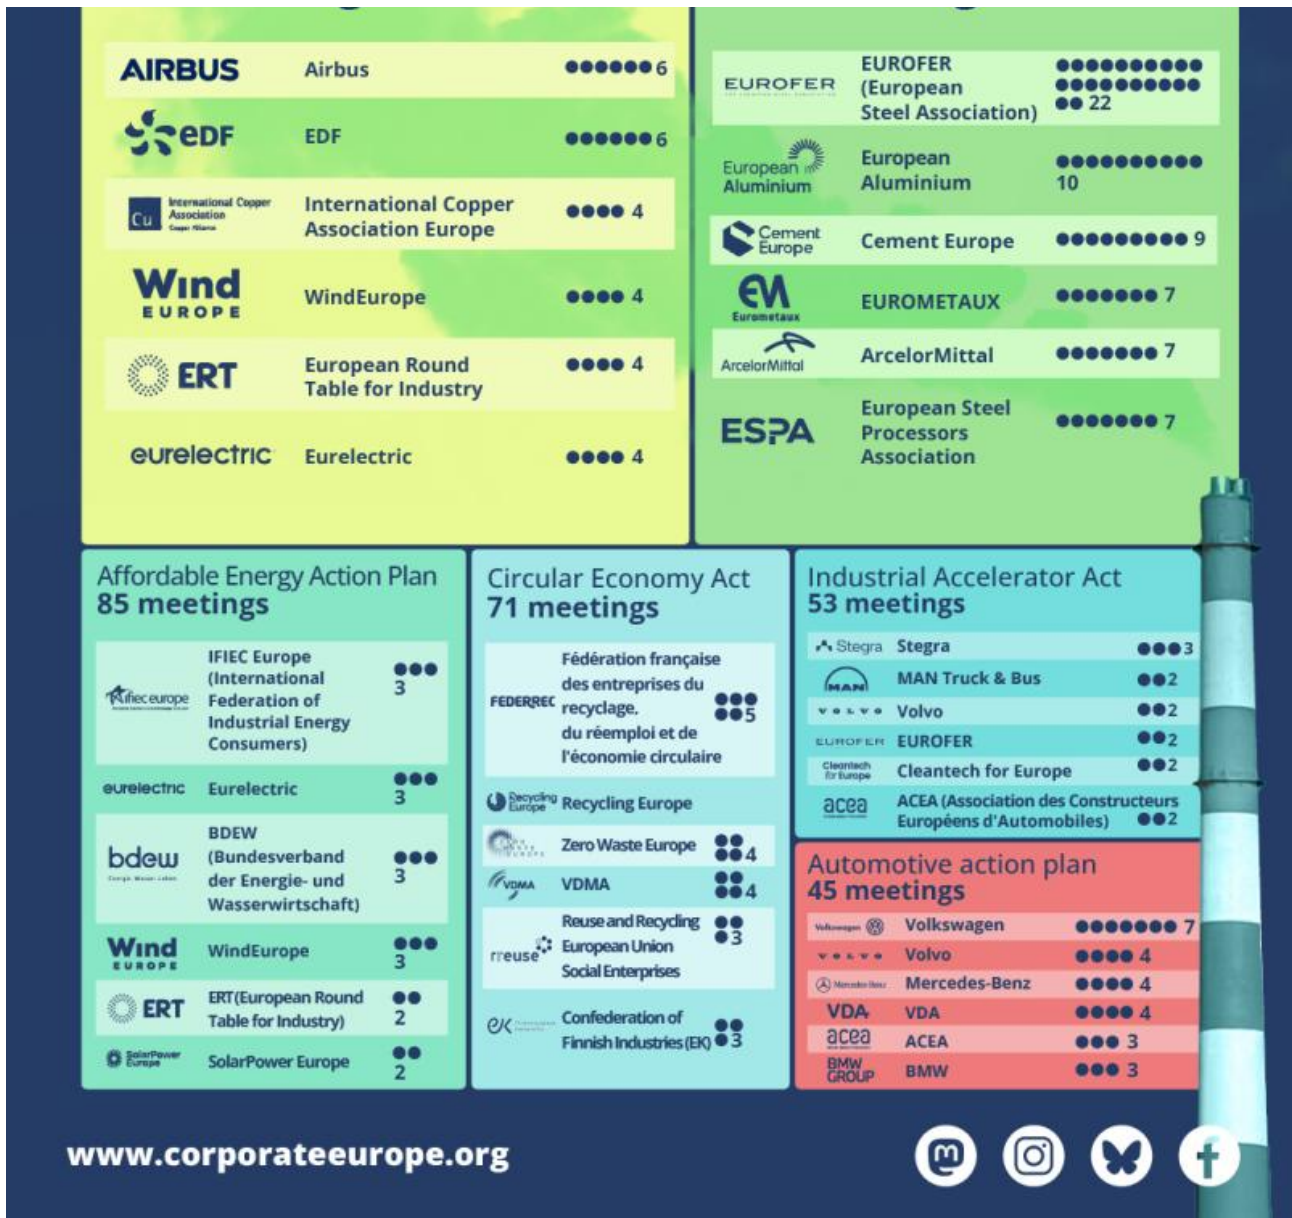 AIRBUS Airbus 6
eDF EDF 6
Cu International Copper Association Copper Alliance International Copper Association Europe 4
Wind EUROPE WindEurope 4
ERT European Round Table for Industry 4
eurelectric Eurelectric 4
EUROFER EUROFER (European Steel Association) 22
European Aluminium European Aluminium 10
Cement Europe Cement Europe 9
Eurometaux EUROMETAUX 7
ArcelorMittal ArcelorMittal 7
ESPA European Steel Processors Association 7
Affordable Energy Action Plan
85 meetings
ifieceurope IFIEC Europe (International Federation of Industrial Energy Consumers) 3
eurelectric Eurelectric 3
bdew BDEW (Bundesverband der Energie- und Wasserwirtschaft) 3
Wind EUROPE WindEurope 3
ERT ERT(European Round Table for Industry) 2
SolarPower Europe SolarPower Europe 2
Circular Economy Act
71 meetings
FEDERREC Fédération française des entreprises du recyclage, du réemploi et de l'économie circulaire 5
Recycling Europe Recycling Europe
Zero Waste Europe 4
VDMA VDMA 4
rreuse Reuse and Recycling European Union Social Enterprises 3
EK Confederation of Finnish Industries (EK) 3
Industrial Accelerator Act
53 meetings
Stegra Stegra 3
MAN MAN Truck & Bus 2
VOLVO Volvo 2
EUROFER EUROFER 2
Cleantech for Europe Cleantech for Europe 2
acea ACEA (Association des Constructeurs Européens d'Automobiles) 2
Automotive action plan
45 meetings
Volkswagen Volkswagen 7
VOLVO Volvo 4
Mercedes-Benz Mercedes-Benz 4
VDA VDA 4
acea ACEA 3
BMW GROUP BMW 3
www.corporateeurope.org